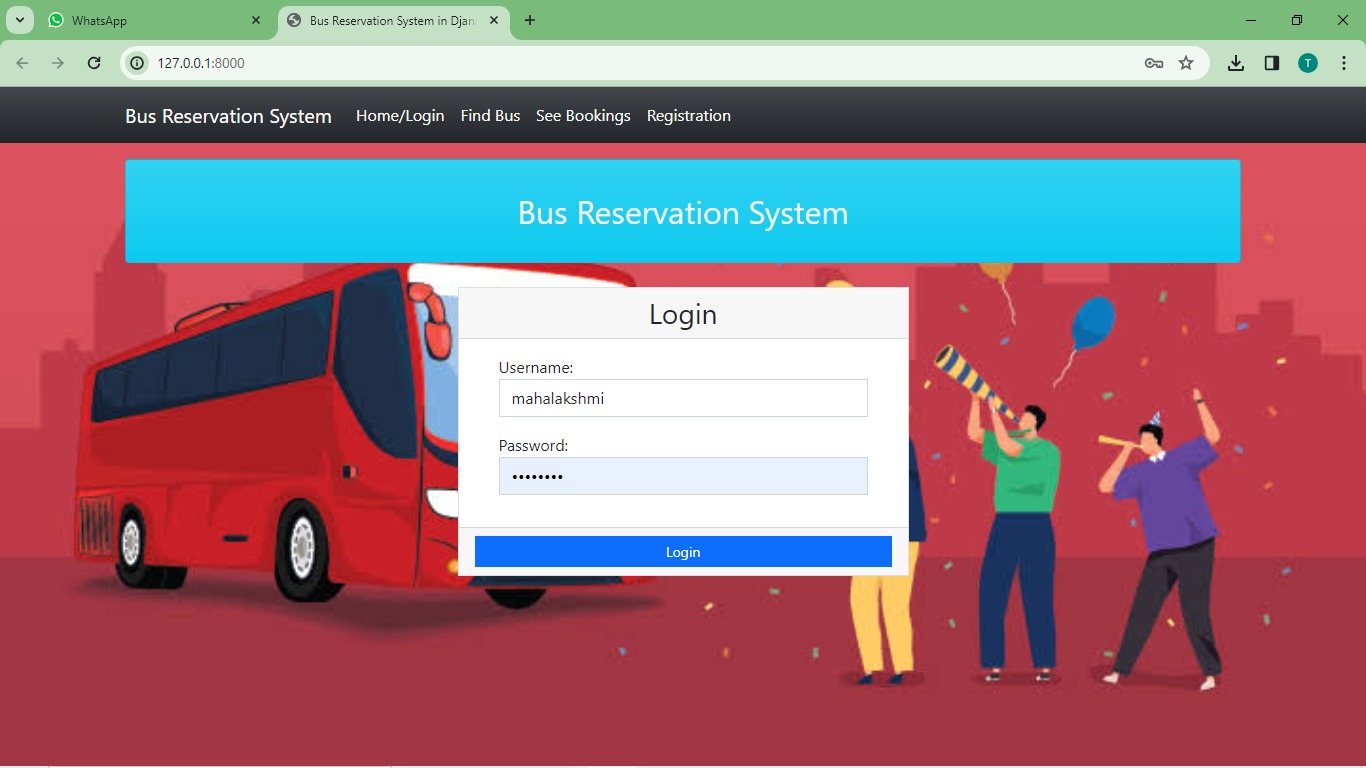 WhatsApp
Bus Reservation System in Djan
127.0.0.1:8000
T
Bus Reservation System Home/Login Find Bus See Bookings Registration
Bus Reservation System
Login
Username:
mahalakshmi
Password:
••••••••
Login